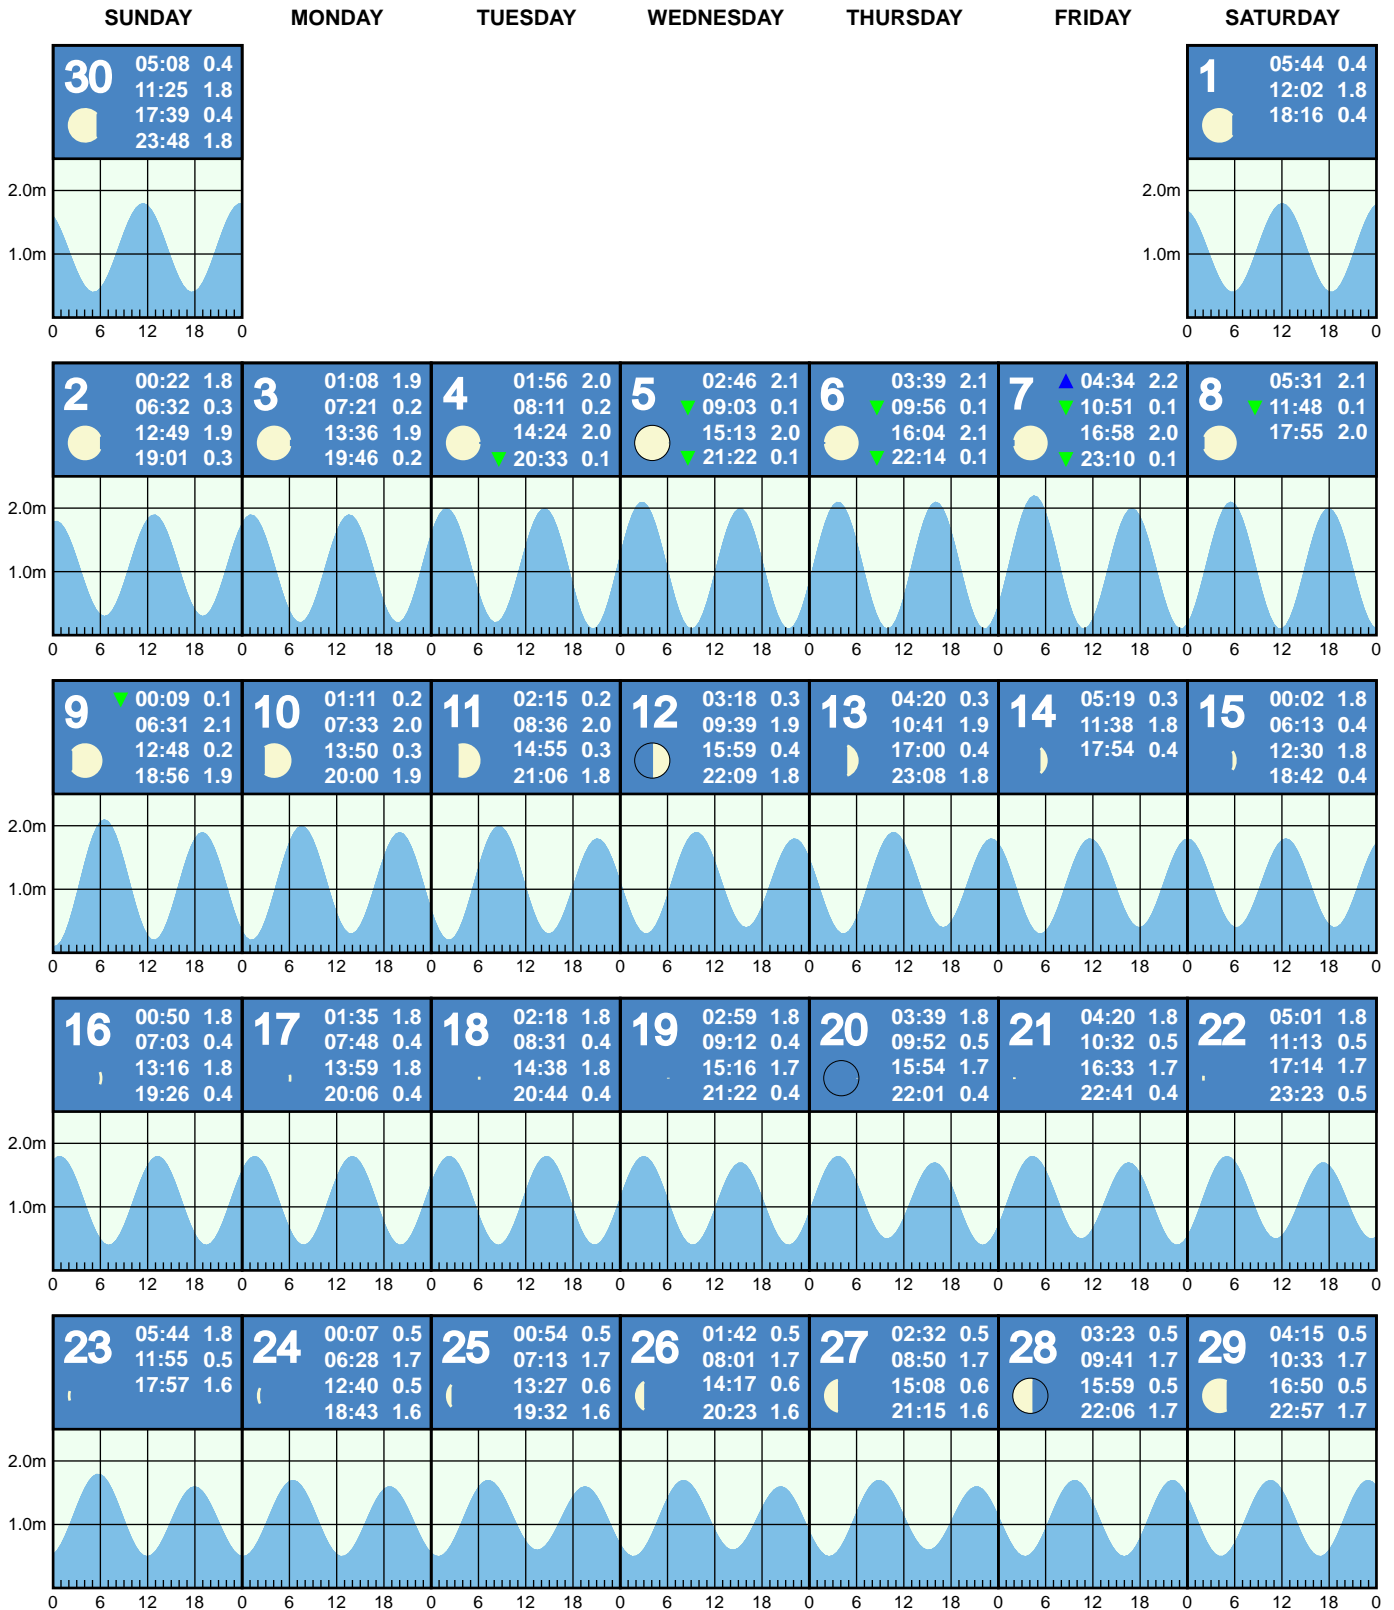 SUNDAY MONDAY TUESDAY WEDNESDAY THURSDAY FRIDAY SATURDAY
30 05:08 0.4
11:25 1.8
17:39 0.4
23:48 1.8
2.0m
1.0m
0 6 12 18 0
1 05:44 0.4
12:02 1.8
18:16 0.4
2.0m
1.0m
0 6 12 18 0
2 00:22 1.8
06:32 0.3
12:49 1.9
19:01 0.3
3 01:08 1.9
07:21 0.2
13:36 1.9
19:46 0.2
4 01:56 2.0
08:11 0.2
14:24 2.0
20:33 0.1
5 02:46 2.1
09:03 0.1
15:13 2.0
21:22 0.1
6 03:39 2.1
09:56 0.1
16:04 2.1
22:14 0.1
7 04:34 2.2
10:51 0.1
16:58 2.0
23:10 0.1
8 05:31 2.1
11:48 0.1
17:55 2.0
2.0m
1.0m
0 6 12 18 0 6 12 18 0 6 12 18 0 6 12 18 0 6 12 18 0 6 12 18 0 6 12 18 0
9 00:09 0.1
06:31 2.1
12:48 0.2
18:56 1.9
10 01:11 0.2
07:33 2.0
13:50 0.3
20:00 1.9
11 02:15 0.2
08:36 2.0
14:55 0.3
21:06 1.8
12 03:18 0.3
09:39 1.9
15:59 0.4
22:09 1.8
13 04:20 0.3
10:41 1.9
17:00 0.4
23:08 1.8
14 05:19 0.3
11:38 1.8
17:54 0.4
15 00:02 1.8
06:13 0.4
12:30 1.8
18:42 0.4
2.0m
1.0m
0 6 12 18 0 6 12 18 0 6 12 18 0 6 12 18 0 6 12 18 0 6 12 18 0 6 12 18 0
16 00:50 1.8
07:03 0.4
13:16 1.8
19:26 0.4
17 01:35 1.8
07:48 0.4
13:59 1.8
20:06 0.4
18 02:18 1.8
08:31 0.4
14:38 1.8
20:44 0.4
19 02:59 1.8
09:12 0.4
15:16 1.7
21:22 0.4
20 03:39 1.8
09:52 0.5
15:54 1.7
22:01 0.4
21 04:20 1.8
10:32 0.5
16:33 1.7
22:41 0.4
22 05:01 1.8
11:13 0.5
17:14 1.7
23:23 0.5
2.0m
1.0m
0 6 12 18 0 6 12 18 0 6 12 18 0 6 12 18 0 6 12 18 0 6 12 18 0 6 12 18 0
23 05:44 1.8
11:55 0.5
17:57 1.6
24 00:07 0.5
06:28 1.7
12:40 0.5
18:43 1.6
25 00:54 0.5
07:13 1.7
13:27 0.6
19:32 1.6
26 01:42 0.5
08:01 1.7
14:17 0.6
20:23 1.6
27 02:32 0.5
08:50 1.7
15:08 0.6
21:15 1.6
28 03:23 0.5
09:41 1.7
15:59 0.5
22:06 1.7
29 04:15 0.5
10:33 1.7
16:50 0.5
22:57 1.7
2.0m
1.0m
0 6 12 18 0 6 12 18 0 6 12 18 0 6 12 18 0 6 12 18 0 6 12 18 0 6 12 18 0